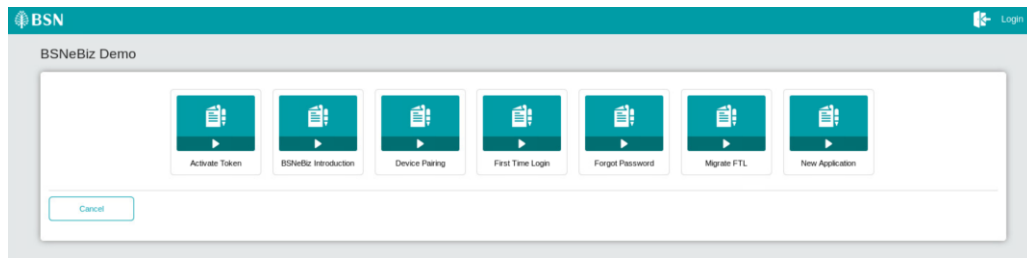 BSN
Login
BSNeBiz Demo
Activate Token
BSNeBiz Introduction
Device Pairing
First Time Login
Forgot Password
Migrate FTL
New Application
Cancel